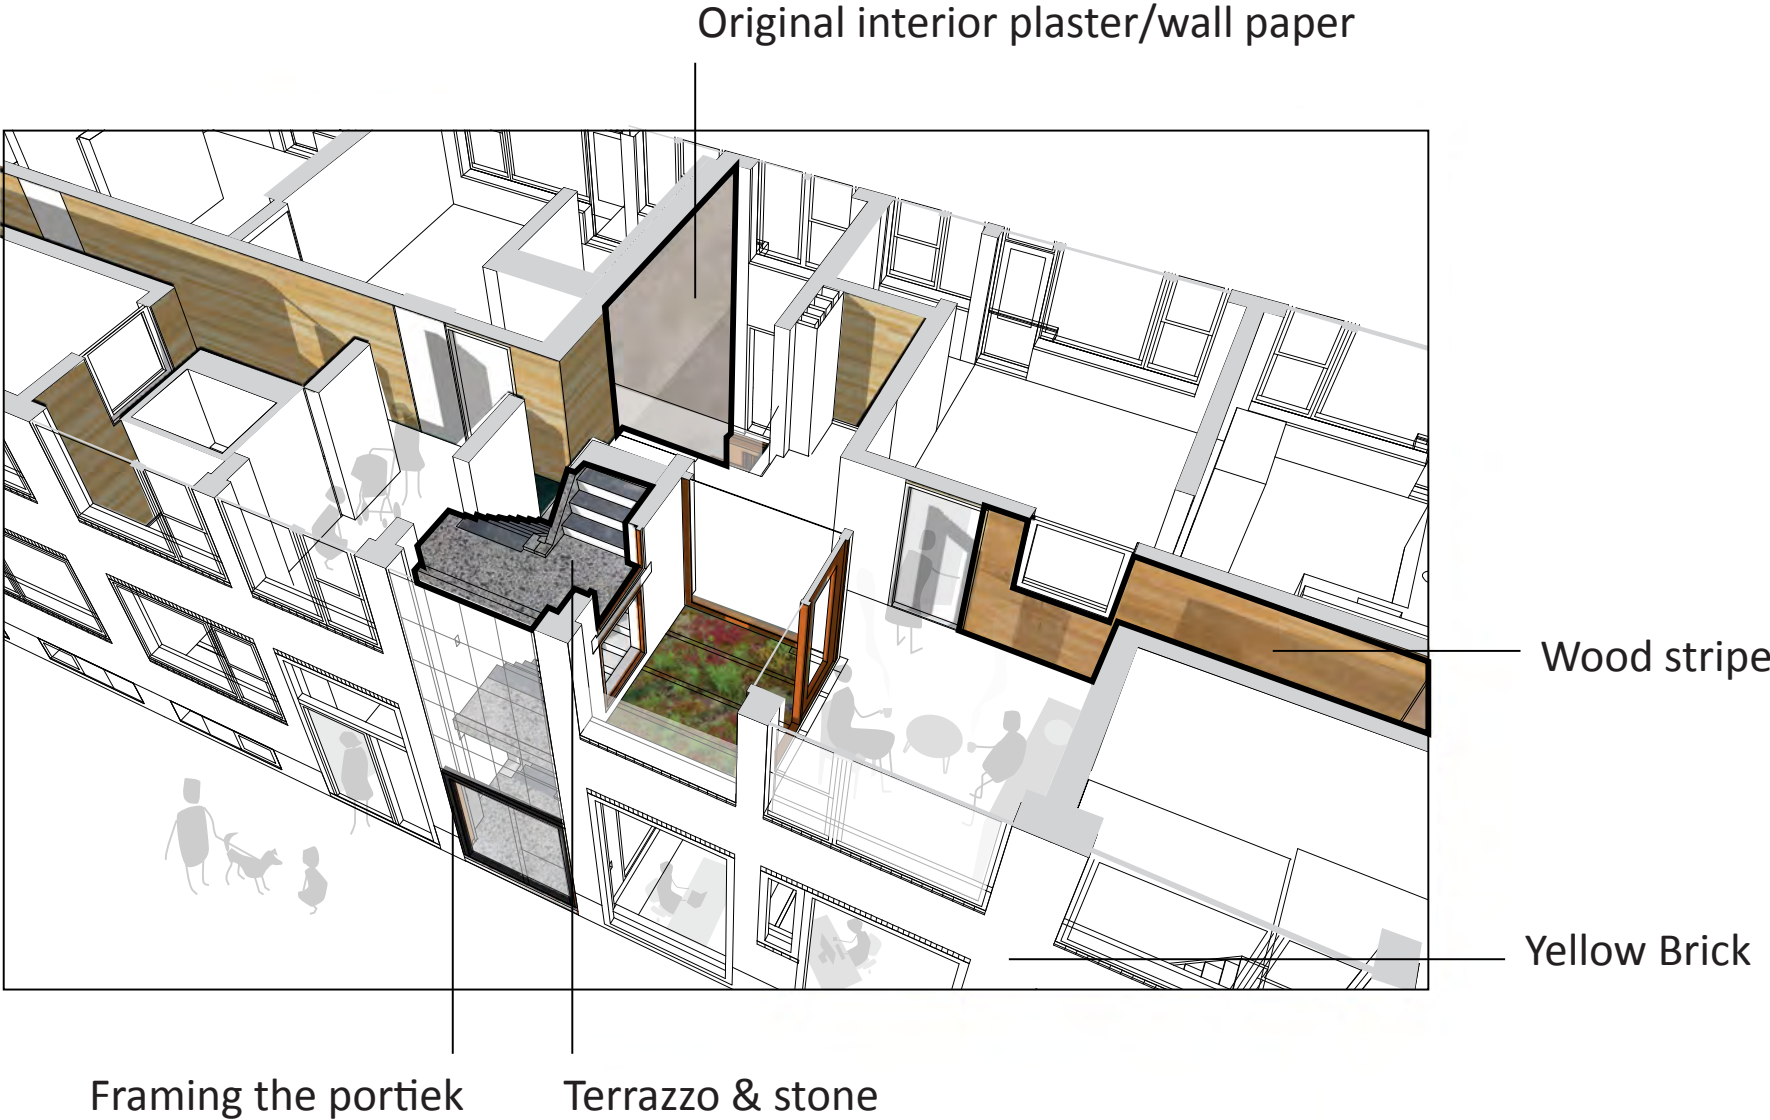 Original interior plaster/wall paper
Wood stripe
Yellow Brick
Framing the portiek
Terrazzo & stone